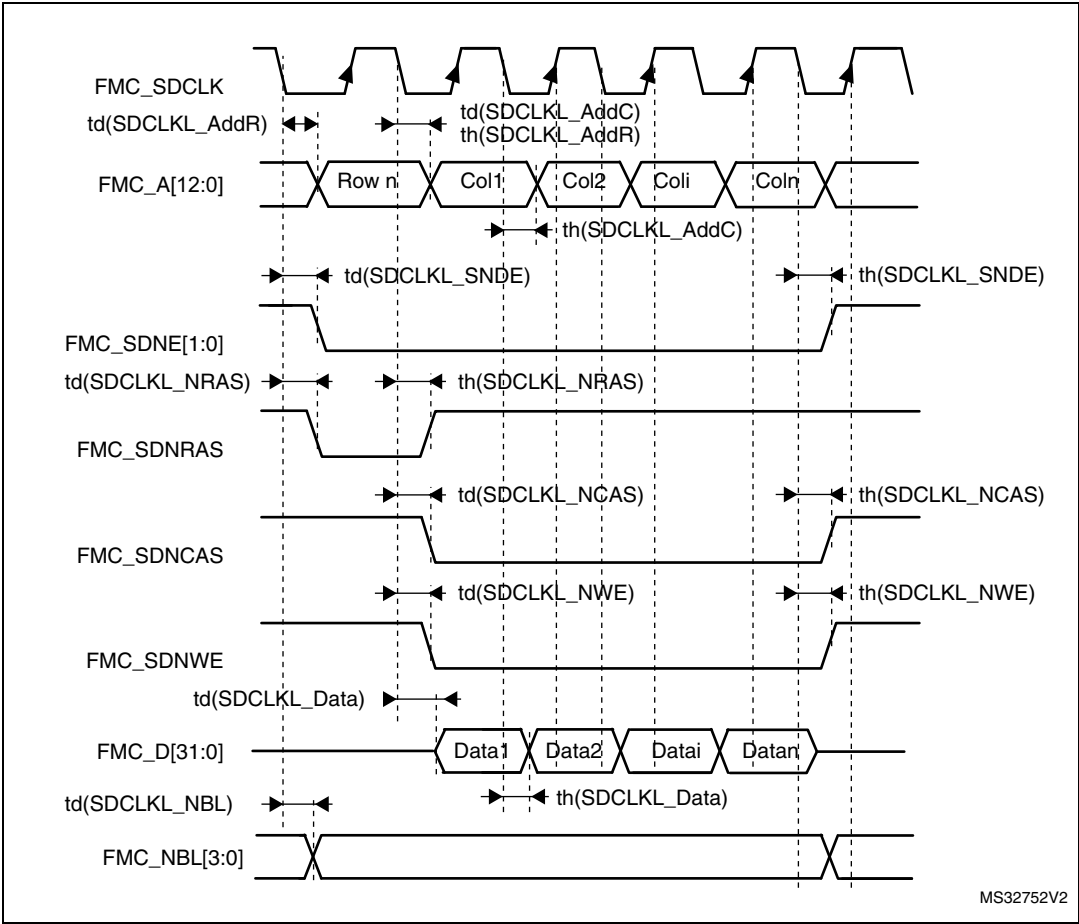 FMC_SDCLK
td(SDCLKL_AddR)
td(SDCLKL_AddC)
th(SDCLKL_AddR)
FMC_A[12:0]
Row n
Col1
Col2
Coli
Coln
th(SDCLKL_AddC)
td(SDCLKL_SNDE)
th(SDCLKL_SNDE)
FMC_SDNE[1:0]
td(SDCLKL_NRAS)
th(SDCLKL_NRAS)
FMC_SDNRAS
td(SDCLKL_NCAS)
th(SDCLKL_NCAS)
FMC_SDNCAS
td(SDCLKL_NWE)
th(SDCLKL_NWE)
FMC_SDNWE
td(SDCLKL_Data)
FMC_D[31:0]
Data1
Data2
Datai
Datan
td(SDCLKL_NBL)
th(SDCLKL_Data)
FMC_NBL[3:0]
MS32752V2